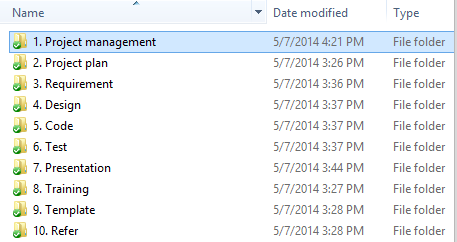 Name Date modified Type
1. Project management 5/7/2014 4:21 PM File folder
2. Project plan 5/7/2014 3:26 PM File folder
3. Requirement 5/7/2014 3:36 PM File folder
4. Design 5/7/2014 3:37 PM File folder
5. Code 5/7/2014 3:37 PM File folder
6. Test 5/7/2014 3:37 PM File folder
7. Presentation 5/7/2014 3:44 PM File folder
8. Training 5/7/2014 3:27 PM File folder
9. Template 5/7/2014 3:28 PM File folder
10. Refer 5/7/2014 3:28 PM File folder